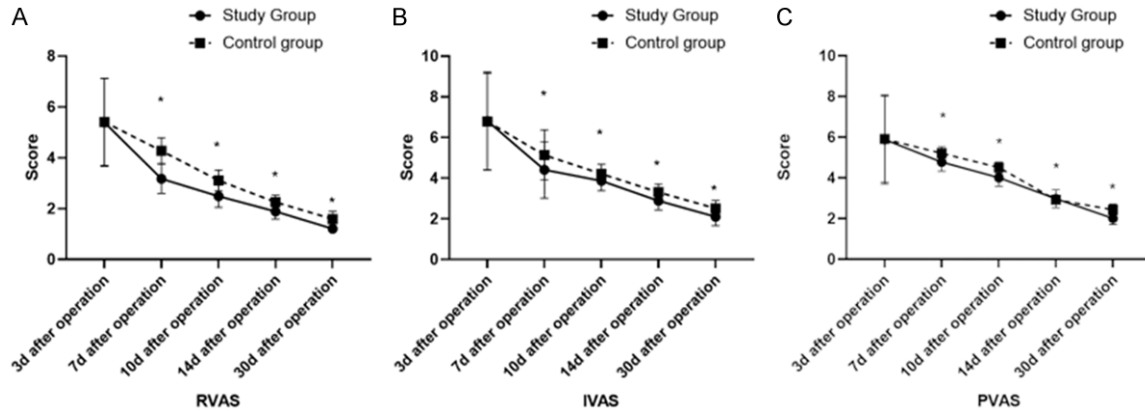 A
Study Group
Control group
Score
8
6
4
2
0
*
*
*
*
3d after operation
7d after operation
10d after operation
14d after operation
30d after operation
RVAS
B
Study Group
Control group
Score
10
8
6
4
2
0
*
*
*
*
3d after operation
7d after operation
10d after operation
14d after operation
30d after operation
IVAS
C
Study Group
Control group
Score
10
8
6
4
2
0
*
*
*
*
3d after operation
7d after operation
10d after operation
14d after operation
30d after operation
PVAS